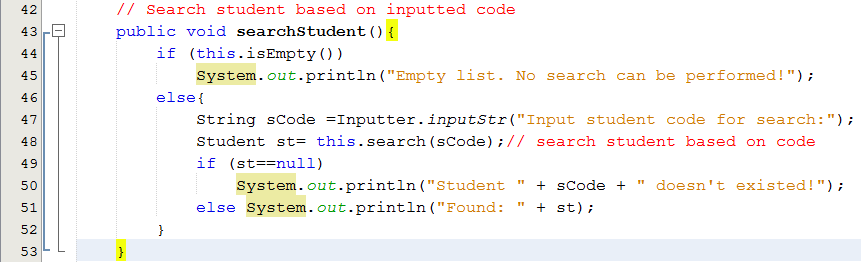 42 // Search student based on inputted code
43 public void searchStudent(){
44 if (this.isEmpty())
45 System.out.println("Empty list. No search can be performed!");
46 else{
47 String sCode =Inputter.inputStr("Input student code for search:");
48 Student st= this.search(sCode);// search student based on code
49 if (st==null)
50 System.out.println("Student " + sCode + " doesn't existed!");
51 else System.out.println("Found: " + st);
52 }
53 }